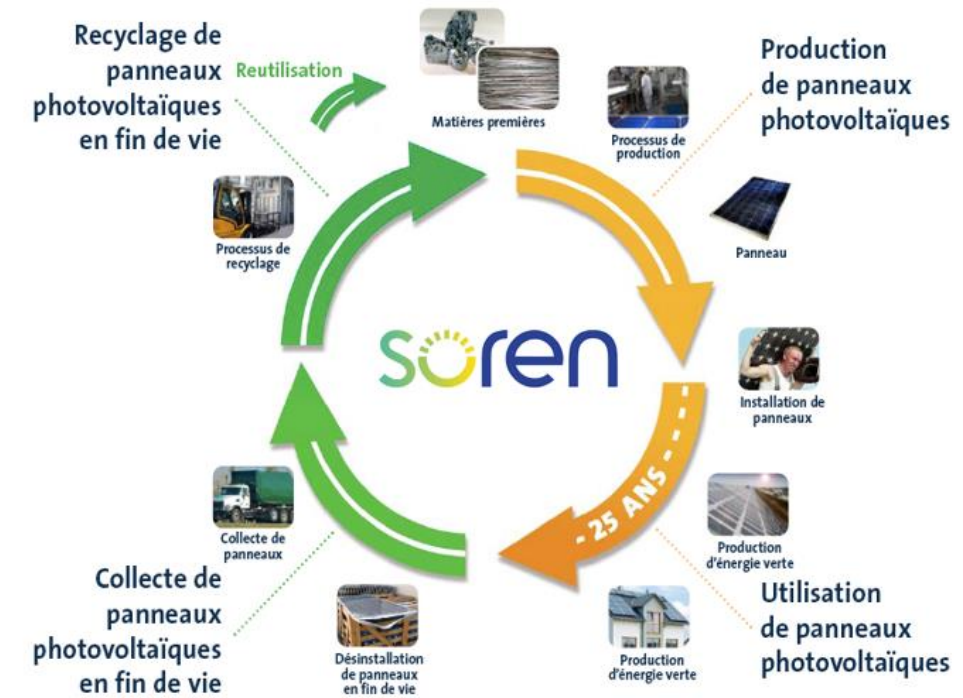 Recyclage de
panneaux
photovoltaïques
en fin de vie
Reutilisation
Matières premières
Processus de
production
Production
de panneaux
photovoltaïques
Panneau
Processus de
recyclage
soren
Installation de
panneaux
- 25 ANS -
Production
d'énergie verte
Utilisation
de panneaux
photovoltaïques
Production
d'énergie verte
Désinstallation
de panneaux
en fin de vie
Collecte de
panneaux
Collecte de
panneaux
photovoltaïques
en fin de vie